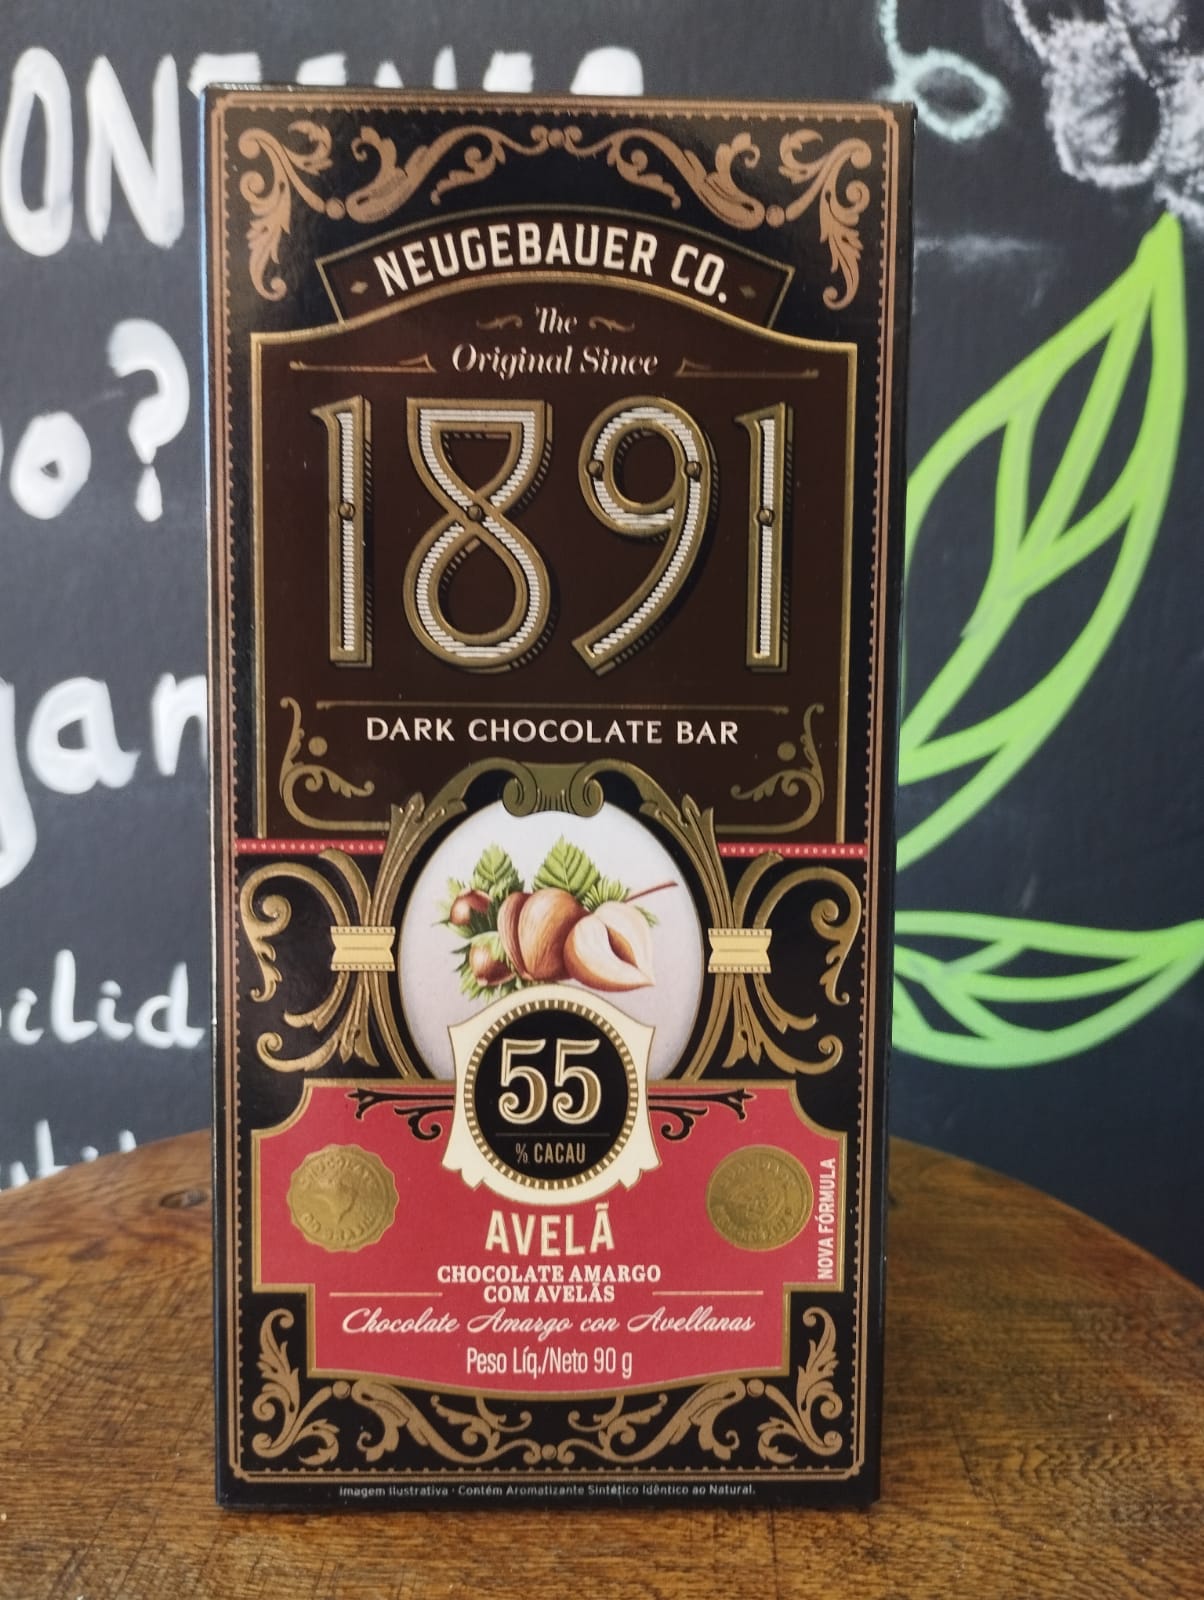 NEUGEBAUER CO.
The
Original Since
1891
DARK CHOCOLATE BAR
55
% CACAU
AVELÃ
CHOCOLATE AMARGO
COM AVELÃS
Chocolate Amargo con Avellanas
Peso Líq./Neto 90 g
NOVA FÓRMULA
Imagem ilustrativa · Contém Aromatizante Sintético Idêntico ao Natural.